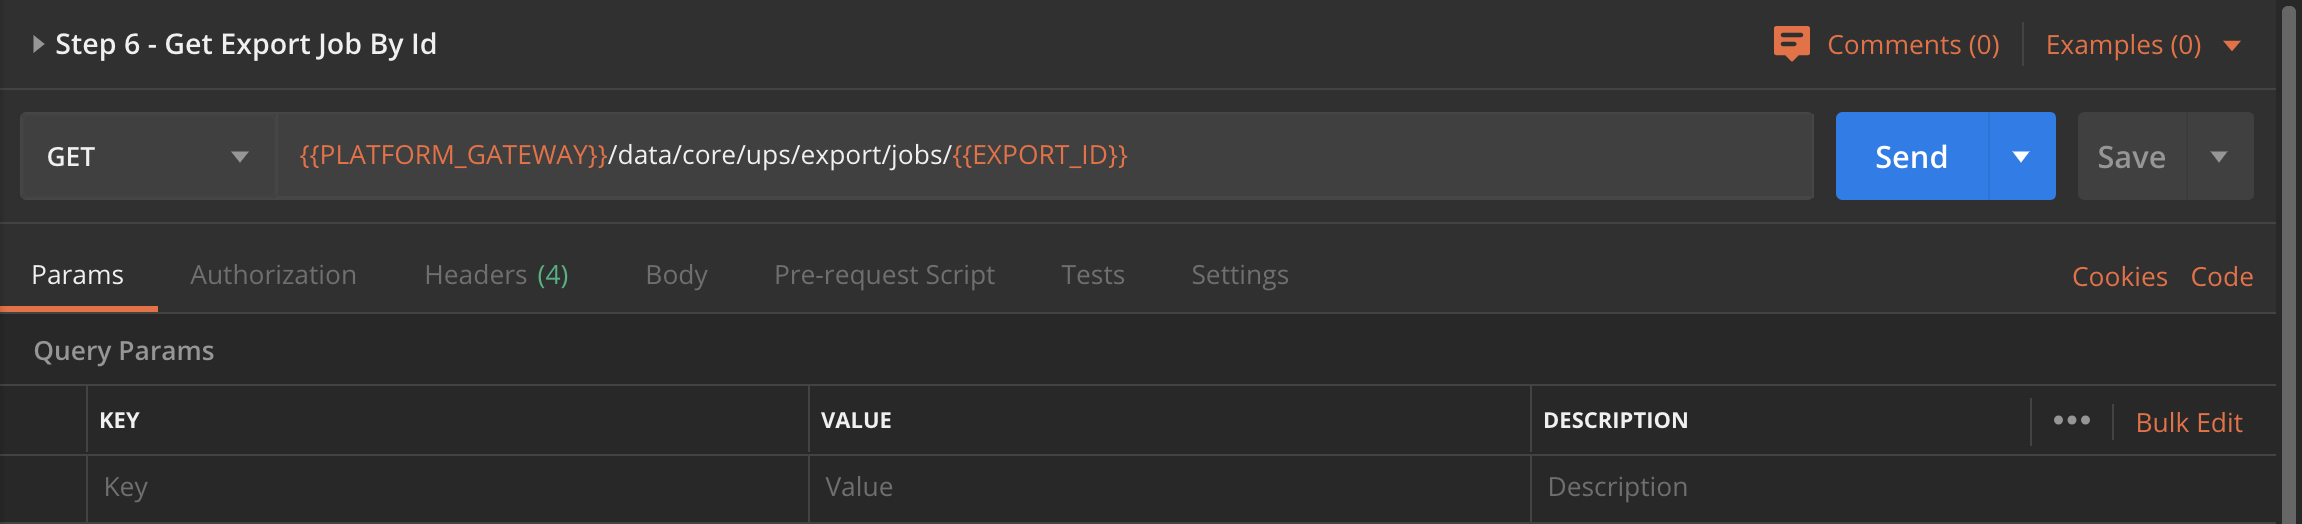 Step 6 - Get Export Job By Id
Comments (0)
Examples (0)
GET
{{PLATFORM_GATEWAY}}/data/core/ups/export/jobs/{{EXPORT_ID}}
Send
Save
Params
Authorization
Headers (4)
Body
Pre-request Script
Tests
Settings
Cookies
Code
Query Params
KEY
VALUE
DESCRIPTION
Bulk Edit
Key
Value
Description